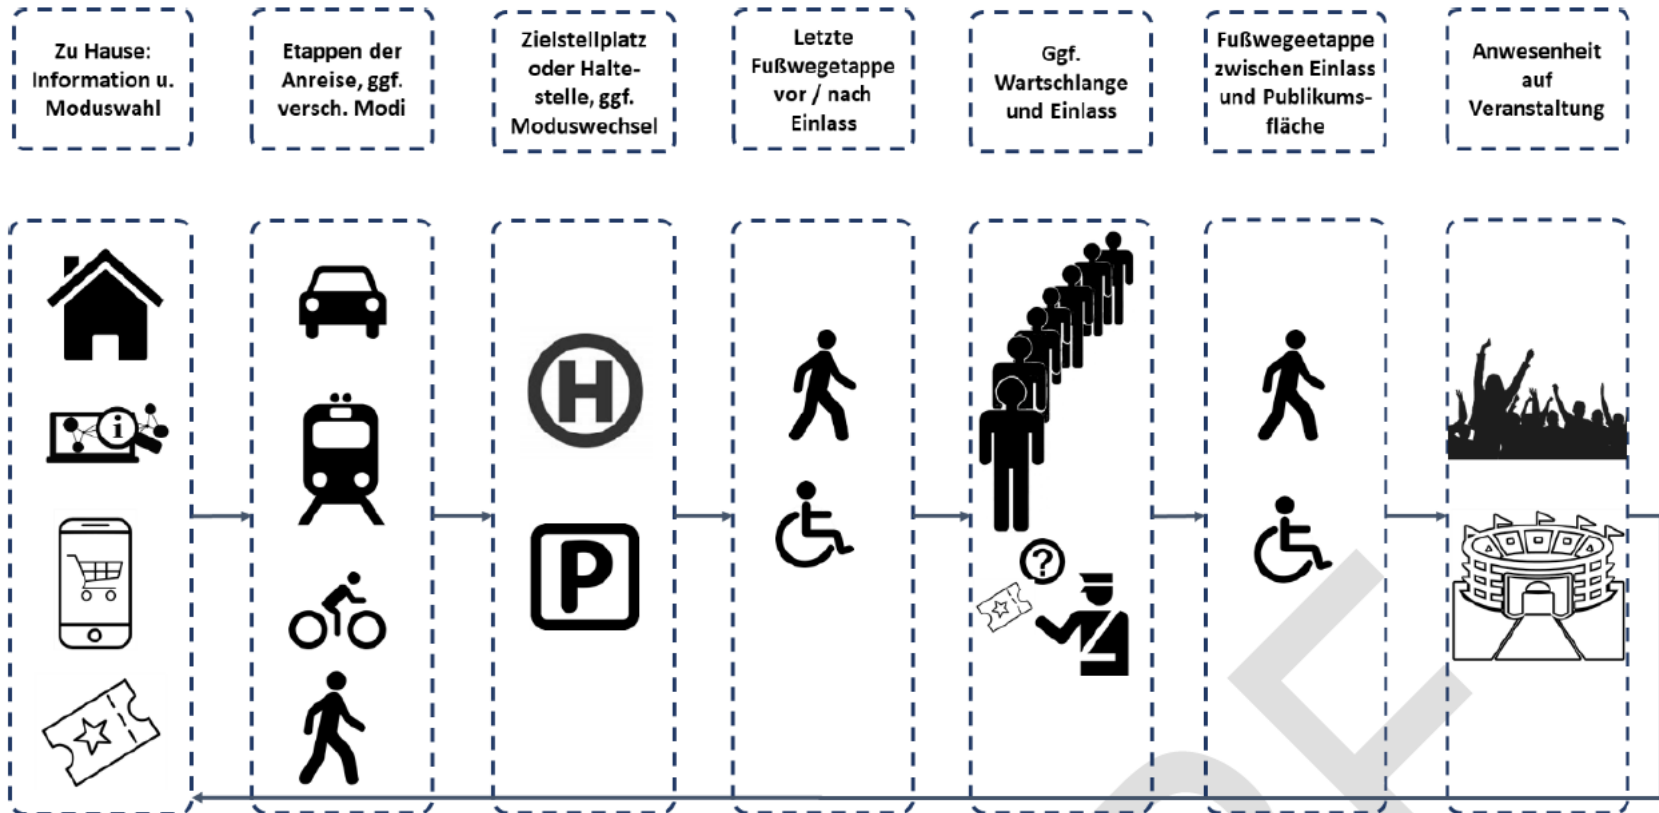 Zu Hause:
Information u.
Moduswahl
Etappen der
Anreise, ggf.
versch. Modi
Zielstellplatz
oder Halte-
stelle, ggf.
Moduswechsel
Letzte
Fußwegetappe
vor / nach
Einlass
Ggf.
Wartschlange
und Einlass
Fußwegeetappe
zwischen Einlass
und Publikums-
fläche
Anwesenheit
auf
Veranstaltung
i
H
P
?